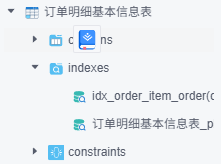 订单明细基本信息表
indexes
idx_order_item_order(
订单明细基本信息表_p
constraints